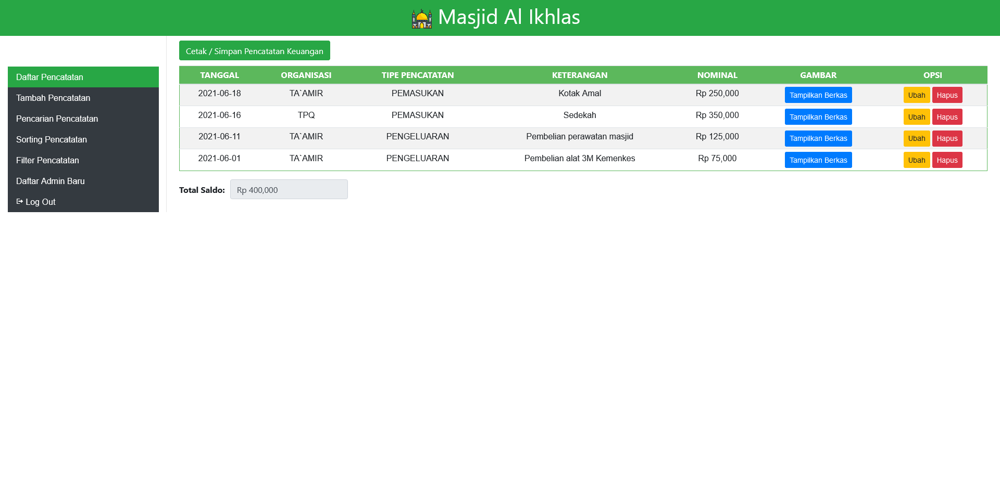 Masjid Al Ikhlas
Cetak / Simpan Pencatatan Keuangan
Daftar Pencatatan
Tambah Pencatatan
Pencarian Pencatatan
Sorting Pencatatan
Filter Pencatatan
Daftar Admin Baru
Log Out
TANGGAL ORGANISASI TIPE PENCATATAN KETERANGAN NOMINAL GAMBAR OPSI
2021-06-18 TA`AMIR PEMASUKAN Kotak Amal Rp 250,000 Tampilkan Berkas Ubah Hapus
2021-06-16 TPQ PEMASUKAN Sedekah Rp 350,000 Tampilkan Berkas Ubah Hapus
2021-06-11 TA`AMIR PENGELUARAN Pembelian perawatan masjid Rp 125,000 Tampilkan Berkas Ubah Hapus
2021-06-01 TA`AMIR PENGELUARAN Pembelian alat 3M Kemenkes Rp 75,000 Tampilkan Berkas Ubah Hapus
Total Saldo: Rp 400,000